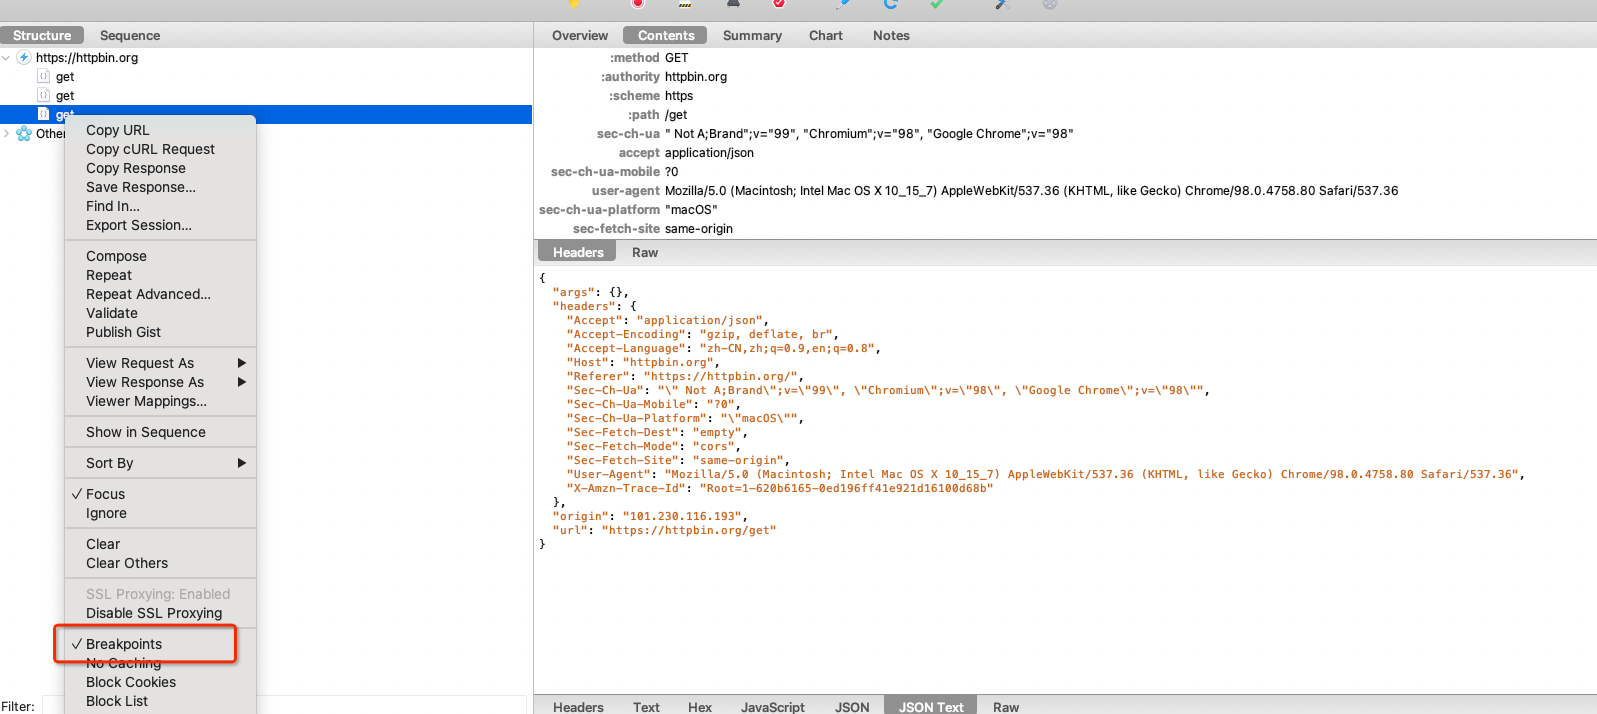 Structure Sequence
https://httpbin.org
get
get
get
Other
Copy URL
Copy cURL Request
Copy Response
Save Response...
Find In...
Export Session...
Compose
Repeat
Repeat Advanced...
Validate
Publish Gist
View Request As
View Response As
Viewer Mappings...
Show in Sequence
Sort By
✓ Focus
Ignore
Clear
Clear Others
SSL Proxying: Enabled
Disable SSL Proxying
✓ Breakpoints
No Caching
Block Cookies
Block List
Filter:
Overview Contents Summary Chart Notes
:method GET
:authority httpbin.org
:scheme https
:path /get
sec-ch-ua " Not A;Brand";v="99", "Chromium";v="98", "Google Chrome";v="98"
accept application/json
sec-ch-ua-mobile ?0
user-agent Mozilla/5.0 (Macintosh; Intel Mac OS X 10_15_7) AppleWebKit/537.36 (KHTML, like Gecko) Chrome/98.0.4758.80 Safari/537.36
sec-ch-ua-platform "macOS"
sec-fetch-site same-origin
Headers Raw
{
"args": {},
"headers": {
"Accept": "application/json",
"Accept-Encoding": "gzip, deflate, br",
"Accept-Language": "zh-CN,zh;q=0.9,en;q=0.8",
"Host": "httpbin.org",
"Referer": "https://httpbin.org/",
"Sec-Ch-Ua": "\" Not A;Brand\";v=\"99\", \"Chromium\";v=\"98\", \"Google Chrome\";v=\"98\"",
"Sec-Ch-Ua-Mobile": "?0",
"Sec-Ch-Ua-Platform": "\"macOS\"",
"Sec-Fetch-Dest": "empty",
"Sec-Fetch-Mode": "cors",
"Sec-Fetch-Site": "same-origin",
"User-Agent": "Mozilla/5.0 (Macintosh; Intel Mac OS X 10_15_7) AppleWebKit/537.36 (KHTML, like Gecko) Chrome/98.0.4758.80 Safari/537.36",
"X-Amzn-Trace-Id": "Root=1-620b6165-0ed196ff41e921d16100d68b"
},
"origin": "101.230.116.193",
"url": "https://httpbin.org/get"
}
Headers Text Hex JavaScript JSON JSON Text Raw